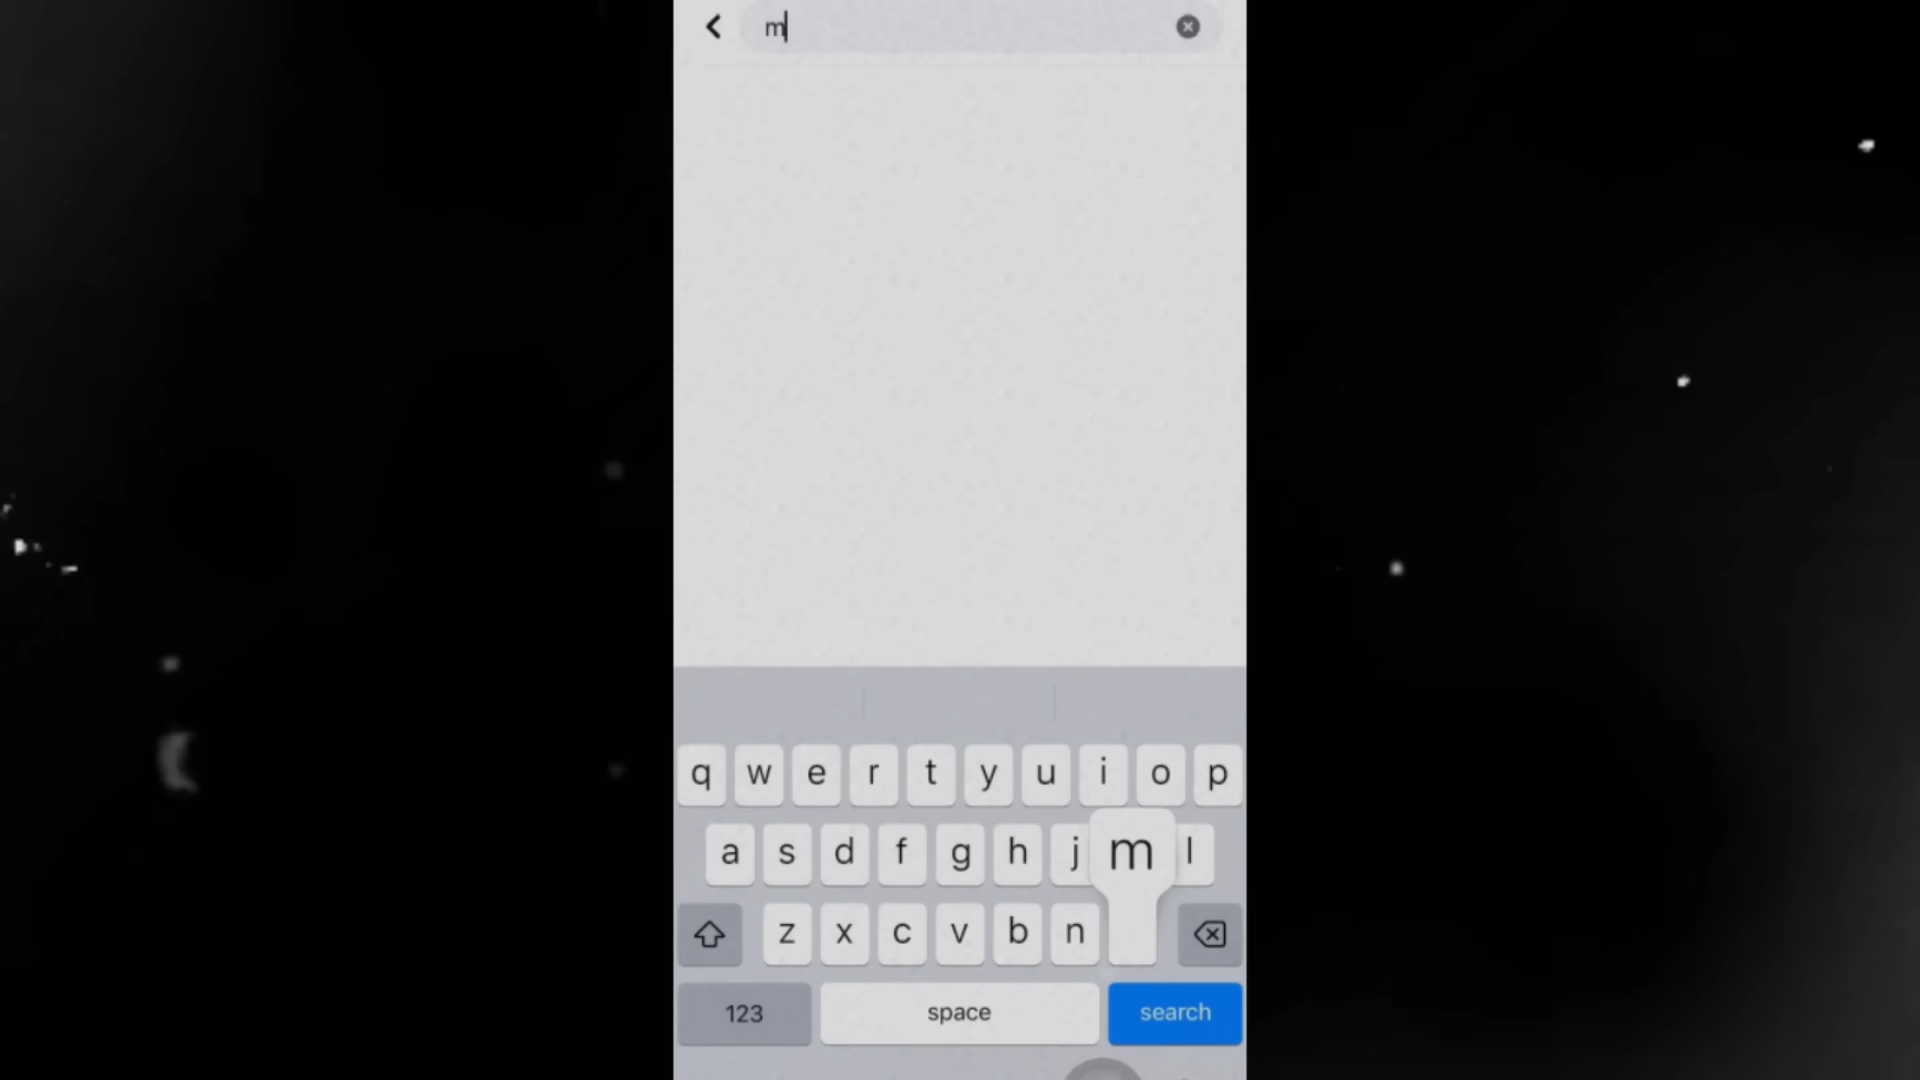 m
q w e r t y u i o p
a s d f g h j m l
z x c v b n
123 space search